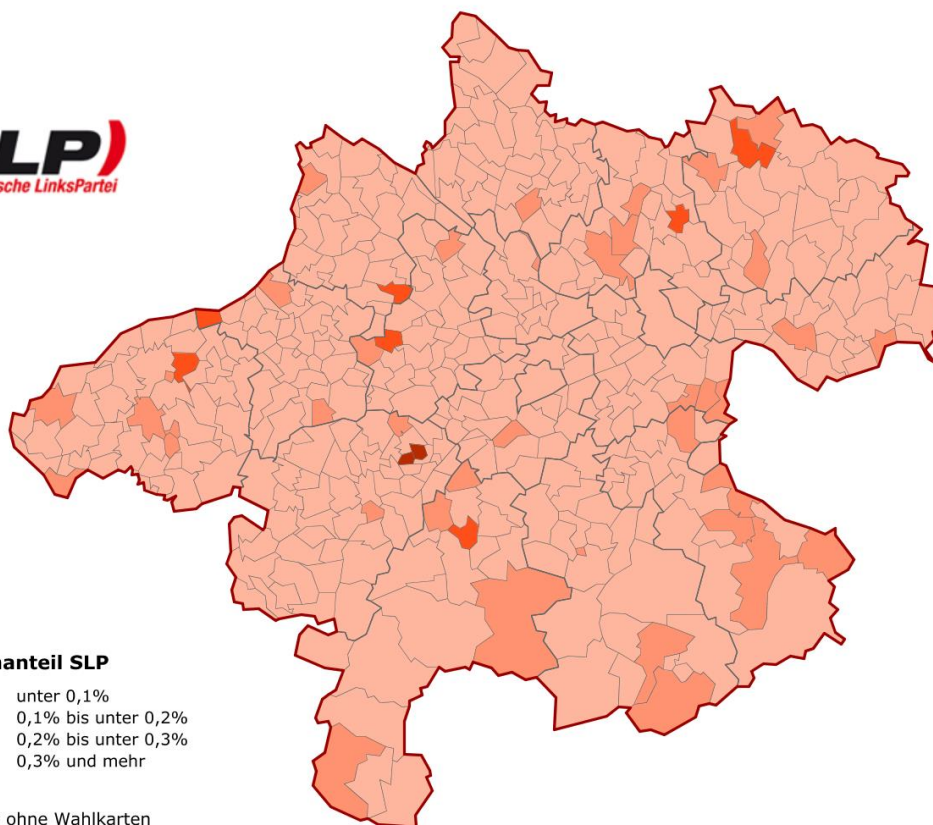 LP)
sche LinksPartei
nanteil SLP
unter 0,1%
0,1% bis unter 0,2%
0,2% bis unter 0,3%
0,3% und mehr
ohne Wahlkarten